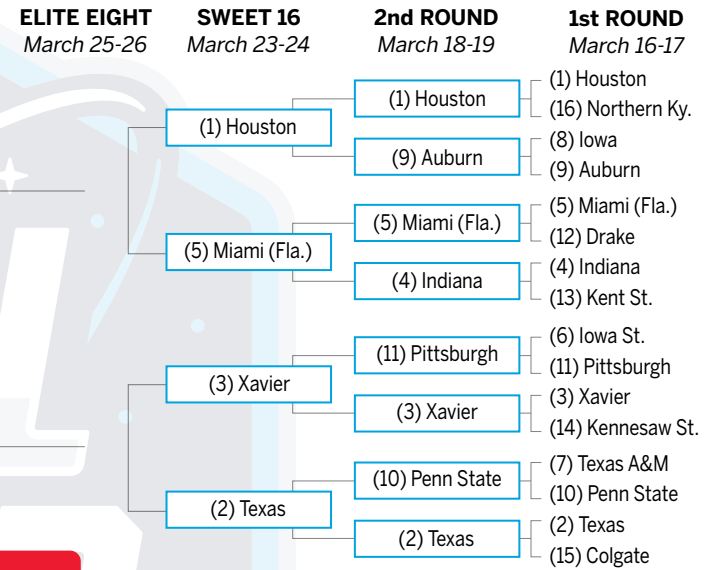 ELITE EIGHT
March 25-26
SWEET 16
March 23-24
2nd ROUND
March 18-19
1st ROUND
March 16-17
(1) Houston
(5) Miami (Fla.)
(3) Xavier
(2) Texas
(1) Houston
(9) Auburn
(5) Miami (Fla.)
(4) Indiana
(11) Pittsburgh
(3) Xavier
(10) Penn State
(2) Texas
(1) Houston
(16) Northern Ky.
(8) Iowa
(9) Auburn
(5) Miami (Fla.)
(12) Drake
(4) Indiana
(13) Kent St.
(6) Iowa St.
(11) Pittsburgh
(3) Xavier
(14) Kennesaw St.
(7) Texas A&M
(10) Penn State
(2) Texas
(15) Colgate